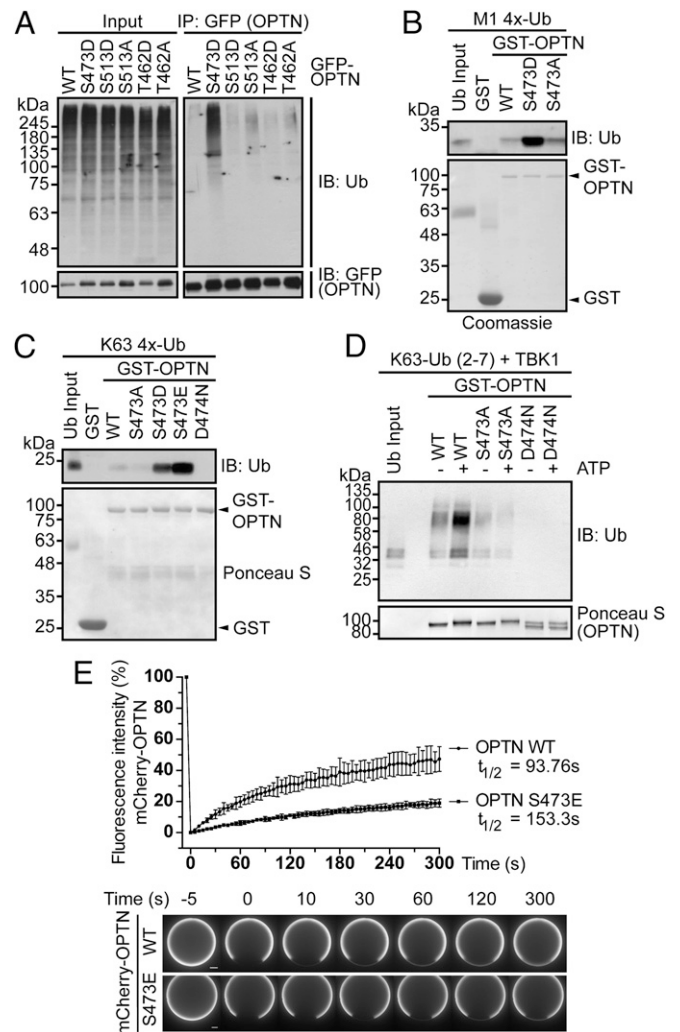 A
Input IP: GFP (OPTN)
WT S473D S513D S513A T462D T462A WT S473D S513D S513A T462D T462A GFP-OPTN
kDa
245
180
135
100
75
63
48
IB: Ub
100
IB: GFP (OPTN)
B
M1 4x-Ub
GST-OPTN
Ub Input GST WT S473D S473A
kDa
35
IB: Ub
100
75
63
48
35
25
GST-OPTN
GST
Coomassie
C
K63 4x-Ub
GST-OPTN
Ub Input GST WT S473A S473D S473E D474N
kDa
25
IB: Ub
100
75
63
48
35
25
GST-OPTN
Ponceau S
GST
D
K63-Ub (2-7) + TBK1
GST-OPTN
Ub Input WT WT S473A S473A D474N D474N
- + - + - + ATP
kDa
135
100
80
58
46
32
25
IB: Ub
100
80
Ponceau S (OPTN)
E
Fluorescence intensity (%)
mCherry-OPTN
100
80
60
40
20
0
0 60 120 180 240 300 Time (s)
OPTN WT
t1/2 = 93.76s
OPTN S473E
t1/2 = 153.3s
Time (s) -5 0 10 30 60 120 300
mCherry-OPTN
WT
S473E